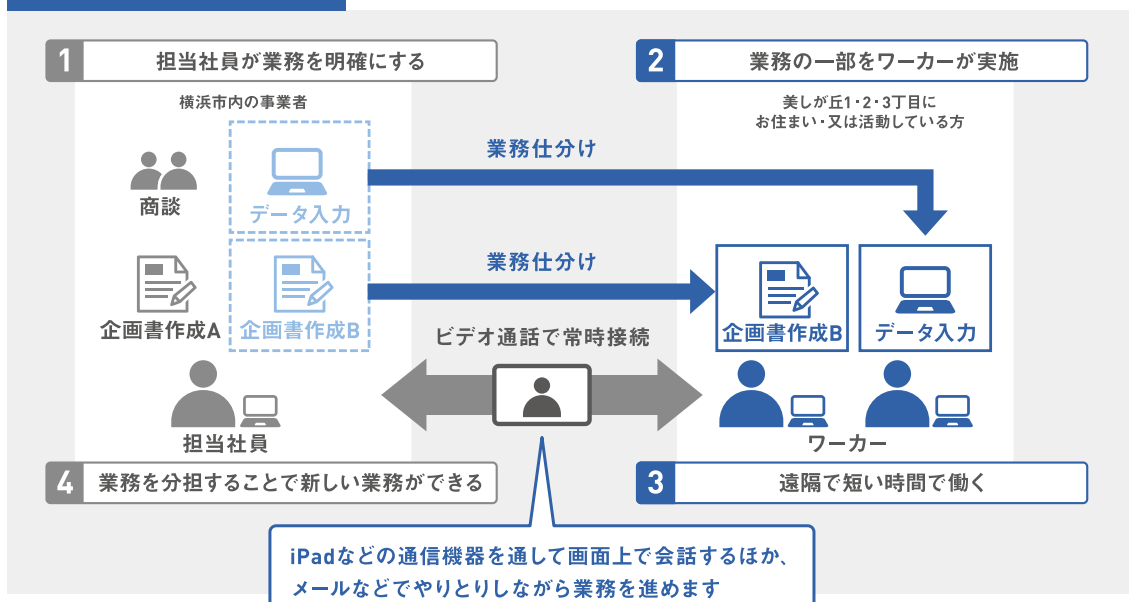 1 担当社員が業務を明確にする
横浜市内の事業者
商談
データ入力
企画書作成A
企画書作成B
担当社員
4 業務を分担することで新しい業務ができる
業務仕分け
業務仕分け
ビデオ通話で常時接続
2 業務の一部をワーカーが実施
美しが丘1・2・3丁目に
お住まい・又は活動している方
企画書作成B
データ入力
ワーカー
3 遠隔で短い時間で働く
iPadなどの通信機器を通して画面上で会話するほか、
メールなどでやりとりしながら業務を進めます